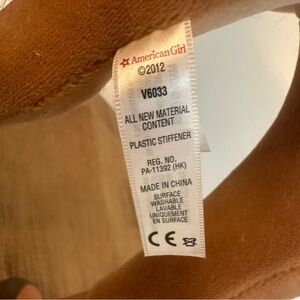 American Girl
©2012
V6033
ALL NEW MATERIAL
CONTENT
PLASTIC STIFFENER
REG. NO.
PA-11392 (HK)
MADE IN CHINA
SURFACE
WASHABLE
LAVABLE
UNIQUEMENT
EN SURFACE
CE